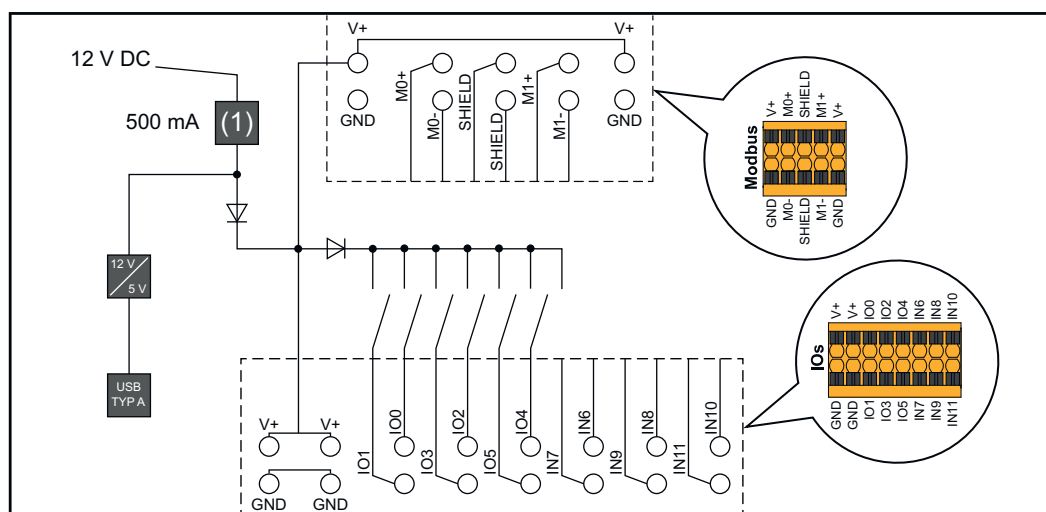 12 V DC
500 mA
(1)
12 V
5 V
USB
TYP A
V+
V+
M0+
SHIELD
M1+
GND
M0-
SHIELD
M1-
GND
V+
M0+
SHIELD
M1+
V+
Modbus
GND
M0-
SHIELD
M1-
GND
V+
V+
IO0
IO2
IO4
IN6
IN8
IN10
IOs
GND
GND
IO1
IO3
IO5
IN7
IN9
IN11
V+
V+
IO0
IO2
IO4
IN6
IN8
IN10
IO1
IO3
IO5
IN7
IN9
IN11
GND
GND